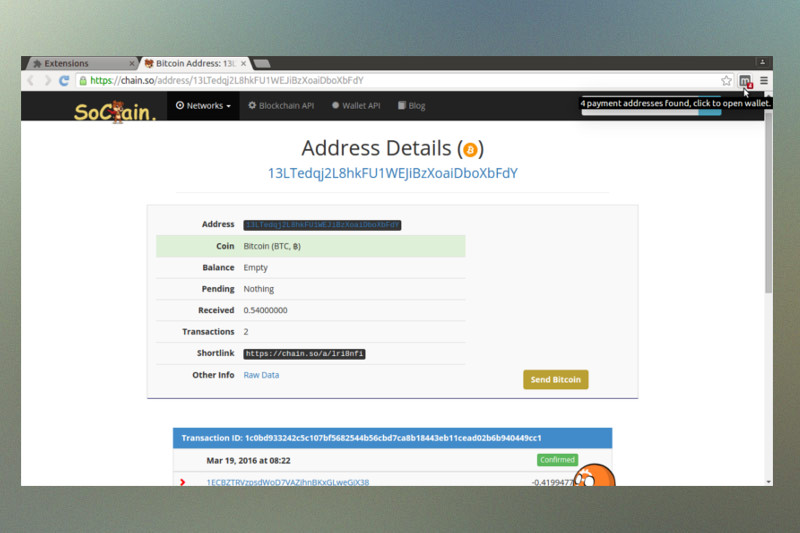 Extensions
Bitcoin Address: 13L
https://chain.so/address/13LTedqj2L8hkFU1WEJiBzXoaiDboXbFdY
4 payment addresses found, click to open wallet.
SoChain.
Networks
Blockchain API
Wallet API
Blog
Address Details (₿)
13LTedqj2L8hkFU1WEJiBzXoaiDboXbFdY
Address 13LTedqj2L8hkFU1WEJiBzXoaiDboXbFdY
Coin Bitcoin (BTC, ฿)
Balance Empty
Pending Nothing
Received 0.54000000
Transactions 2
Shortlink https://chain.so/a/lri8nfi
Other Info Raw Data
Send Bitcoin
Transaction ID: 1c0bd933242c5c107bf5682544b56cbd7ca8b18443eb11cead02b6b940449cc1
Mar 19, 2016 at 08:22
Confirmed
1ECBZTRVzpsdWoD7VAZjhnBKxGLweGJX38
-0.4199477